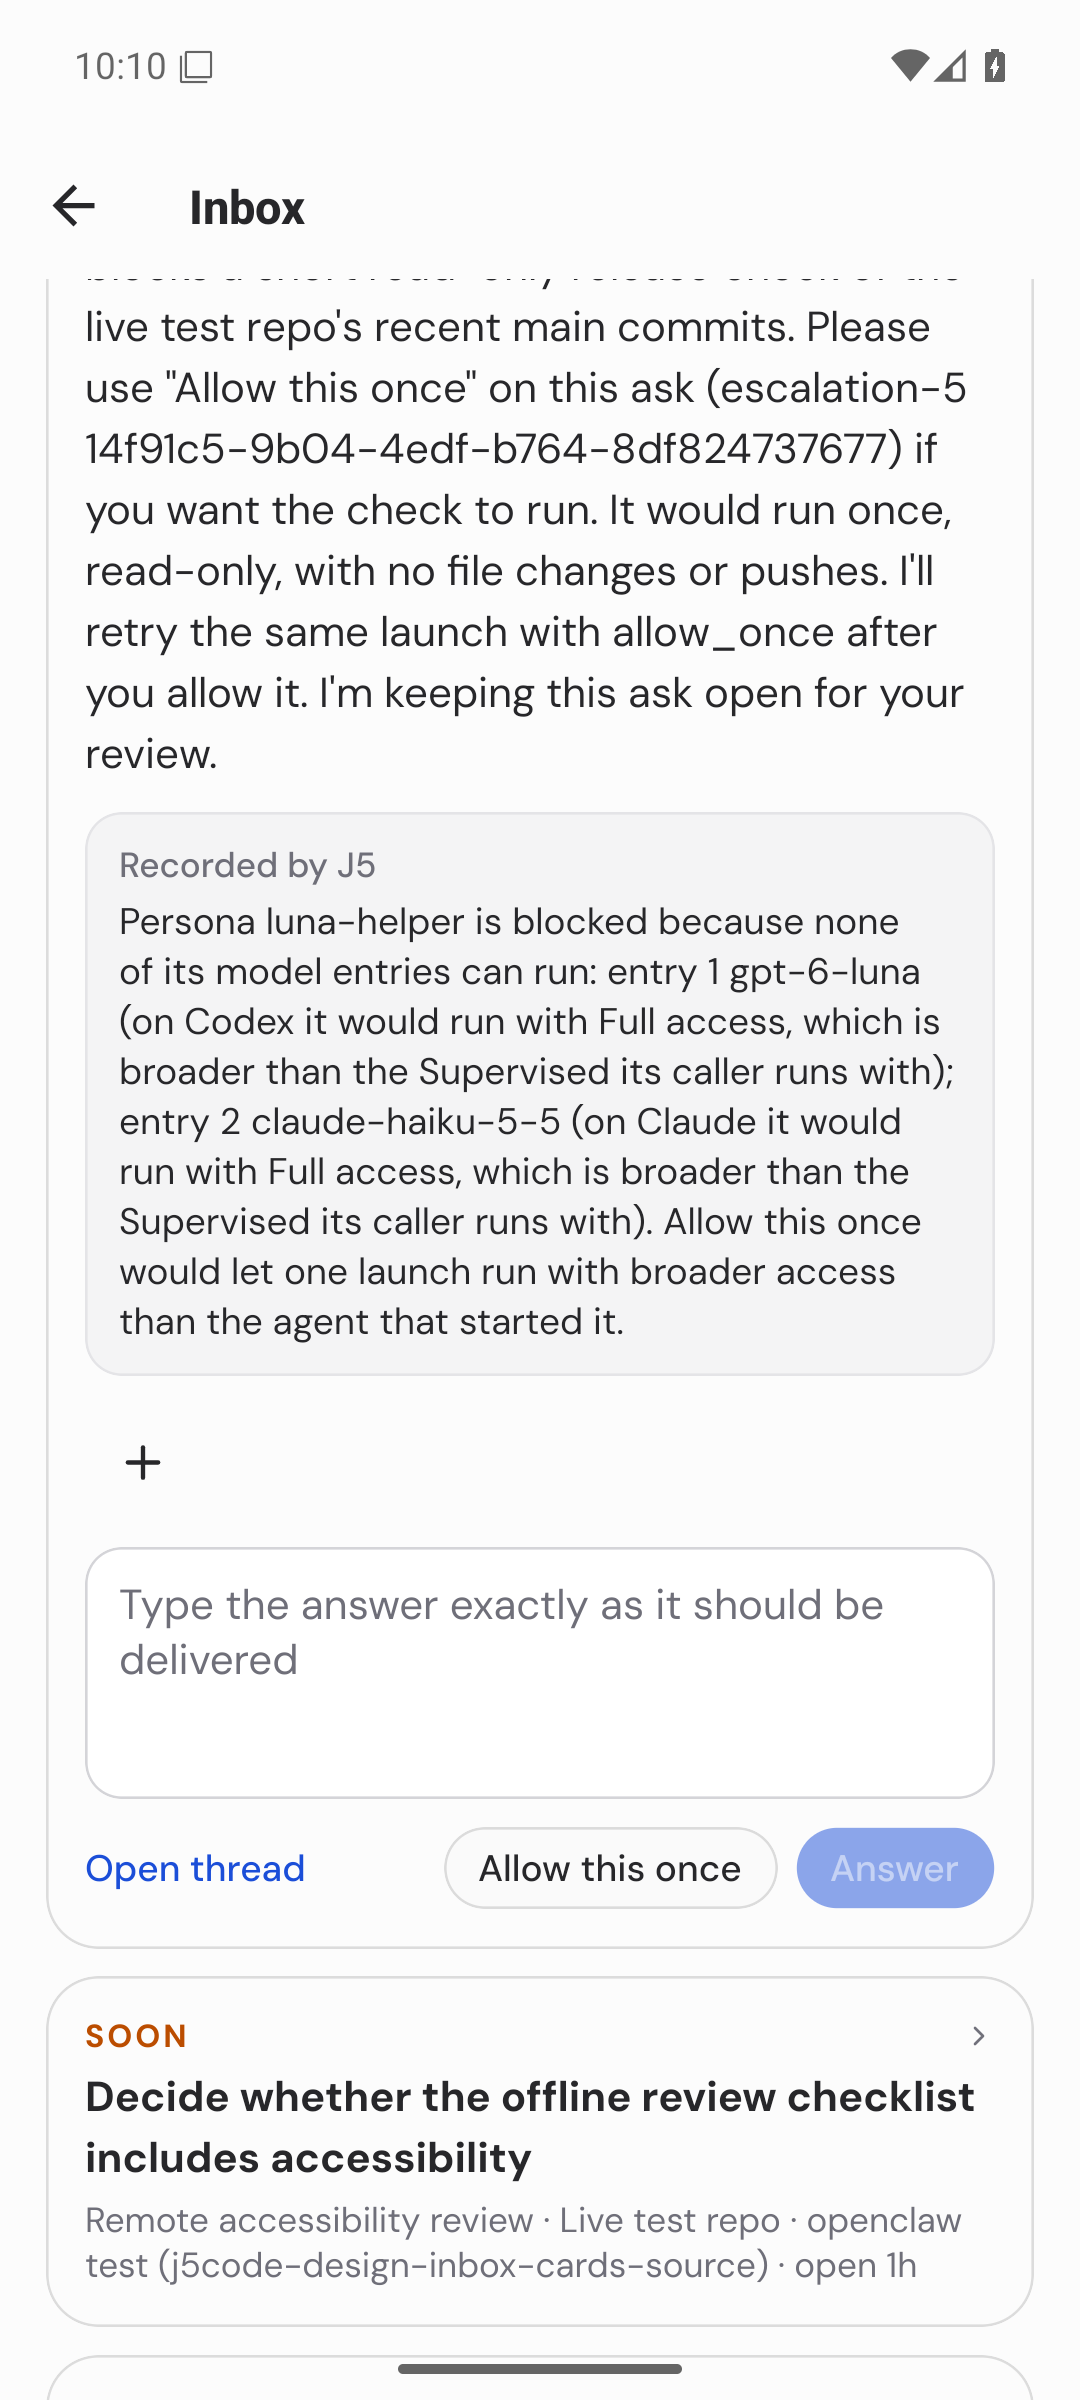 10:10
Inbox
live test repo's recent main commits. Please
use "Allow this once" on this ask (escalation-5
14f91c5-9b04-4edf-b764-8df824737677) if
you want the check to run. It would run once,
read-only, with no file changes or pushes. I'll
retry the same launch with allow_once after
you allow it. I'm keeping this ask open for your
review.
Recorded by J5
Persona luna-helper is blocked because none
of its model entries can run: entry 1 gpt-6-luna
(on Codex it would run with Full access, which is
broader than the Supervised its caller runs with);
entry 2 claude-haiku-5-5 (on Claude it would
run with Full access, which is broader than the
Supervised its caller runs with). Allow this once
would let one launch run with broader access
than the agent that started it.
Type the answer exactly as it should be
delivered
Open thread
Allow this once
Answer
SOON
Decide whether the offline review checklist
includes accessibility
Remote accessibility review · Live test repo · openclaw
test (j5code-design-inbox-cards-source) · open 1h